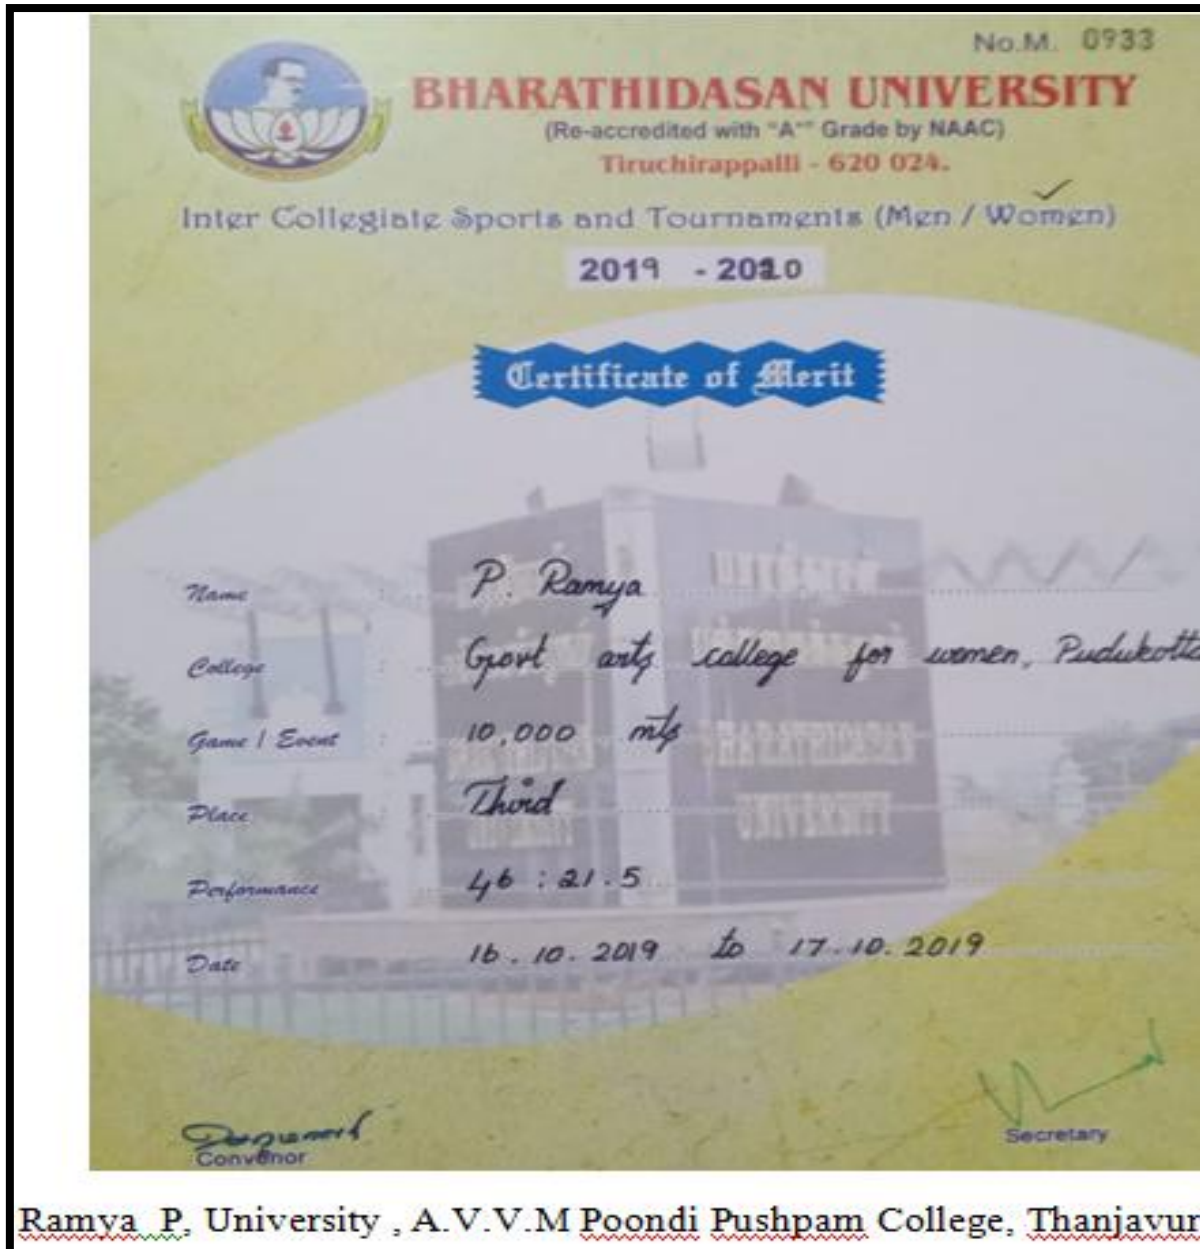 No.M. 0933
BHARATHIDASAN UNIVERSITY
(Re-accredited with "A+" Grade by NAAC)
Tiruchirappalli - 620 024.
Inter Collegiate Sports and Tournaments (Men / Women)
2019 - 2020
Certificate of Merit
Name : P. Ramya
College : Govt arts college for women, Pudukotta
Game / Event : 10,000 mts
Place : Third
Performance : 46 : 21.5
Date : 16.10.2019 to 17.10.2019
BHARATHIDASAN
UNIVERSITY
Convenor
Secretary
Ramya P, University , A.V.V.M Poondi Pushpam College, Thanjavur